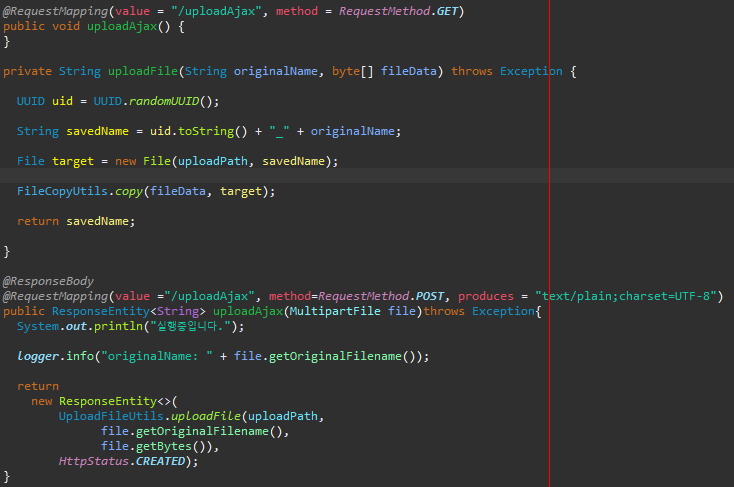 @RequestMapping(value = "/uploadAjax", method = RequestMethod.GET)
public void uploadAjax() {
}
private String uploadFile(String originalName, byte[] fileData) throws Exception {
UUID uid = UUID.randomUUID();
String savedName = uid.toString() + "_" + originalName;
File target = new File(uploadPath, savedName);
FileCopyUtils.copy(fileData, target);
return savedName;
}
@ResponseBody
@RequestMapping(value ="/uploadAjax", method=RequestMethod.POST, produces = "text/plain;charset=UTF-8")
public ResponseEntity<String> uploadAjax(MultipartFile file)throws Exception{
System.out.println("실행중입니다.");
logger.info("originalName: " + file.getOriginalFilename());
return
new ResponseEntity<>(
UploadFileUtils.uploadFile(uploadPath,
file.getOriginalFilename(),
file.getBytes()),
HttpStatus.CREATED);
}